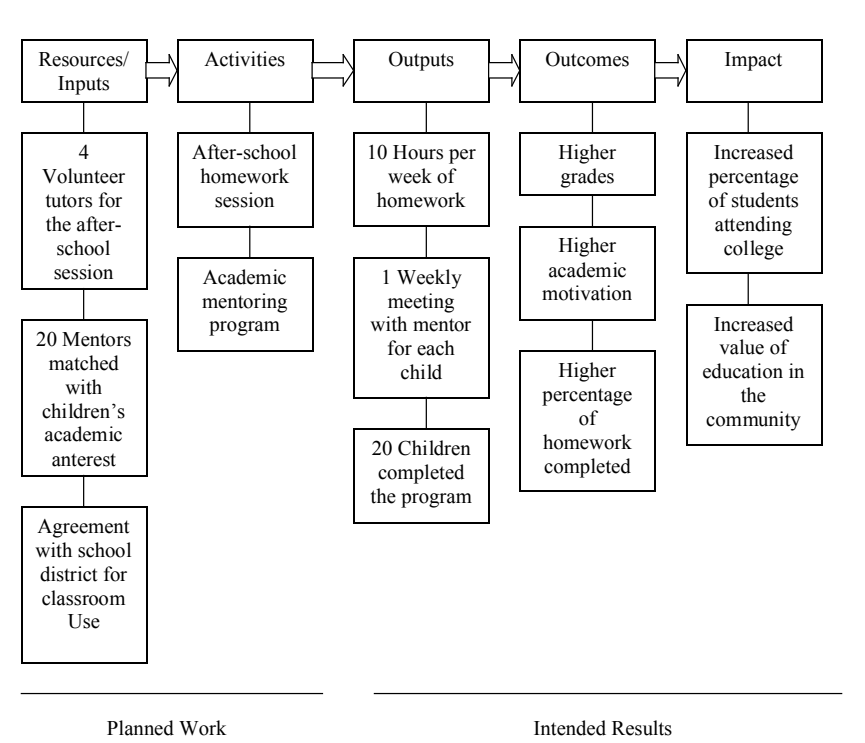 Resources/
Inputs
Activities
Outputs
Outcomes
Impact
4
Volunteer
tutors for
the after-
school
session
20 Mentors
matched
with
children’s
academic
anterest
Agreement
with school
district for
classroom
Use
After-school
homework
session
Academic
mentoring
program
10 Hours per
week of
homework
1 Weekly
meeting
with mentor
for each
child
20 Children
completed
the program
Higher
grades
Higher
academic
motivation
Higher
percentage
of
homework
completed
Increased
percentage
of students
attending
college
Increased
value of
education in
the
community
Planned Work
Intended Results